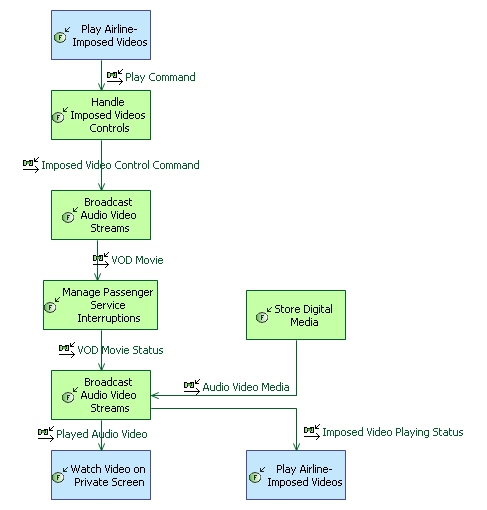 Play Airline-
Imposed Videos
Play Command
Handle
Imposed Videos
Controls
Imposed Video Control Command
Broadcast
Audio Video
Streams
VOD Movie
Manage Passenger
Service
Interruptions
Store Digital
Media
VOD Movie Status
Broadcast
Audio Video
Streams
Audio Video Media
Played Audio Video
Imposed Video Playing Status
Watch Video on
Private Screen
Play Airline-
Imposed Videos